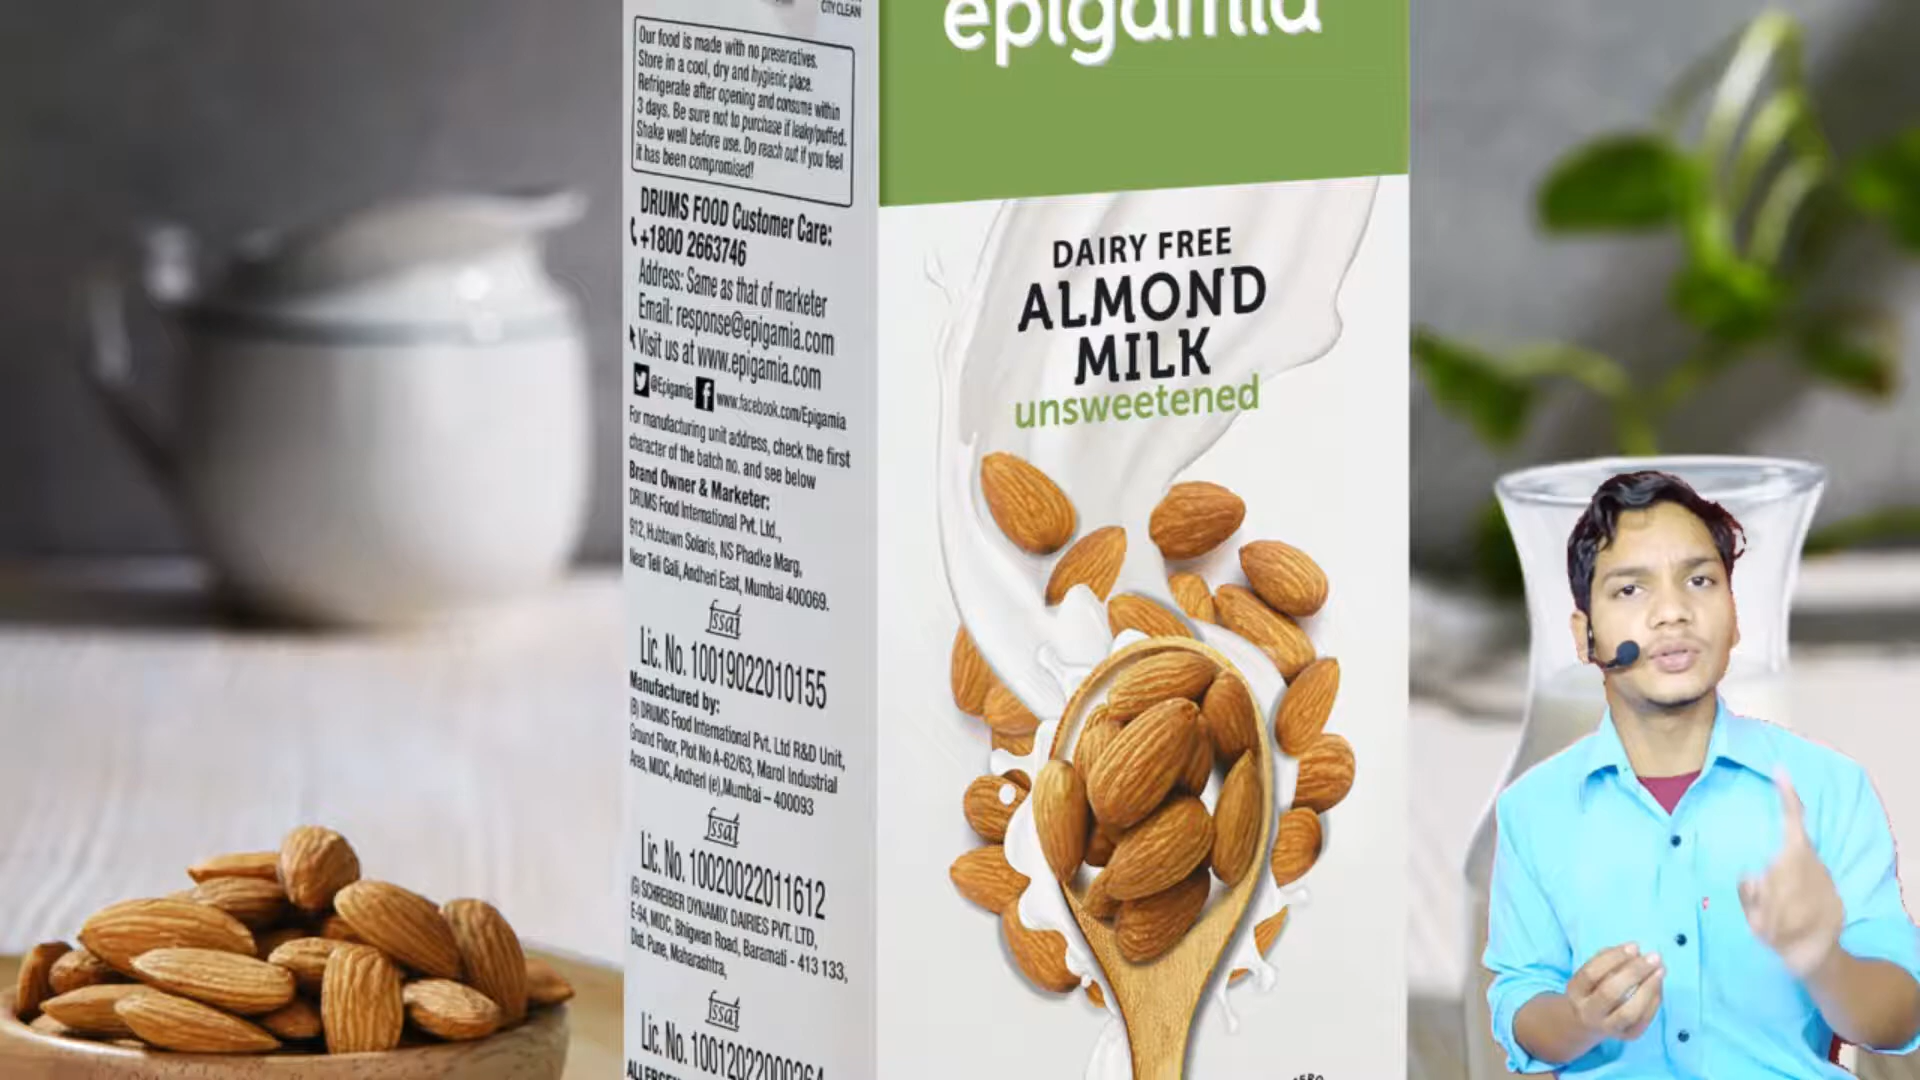 CITY CLEAN
Our food is made with no preservatives.
Store in a cool, dry and hygienic place.
Refrigerate after opening and consume within
3 days. Be sure not to purchase if leaky/puffed.
Shake well before use. Do reach out if you feel
it has been compromised!
DRUMS FOOD Customer Care:
+1800 2663746
Address: Same as that of marketer
Email: response@epigamia.com
Visit us at www.epigamia.com
@Epigamia f www.facebook.com/Epigamia
For manufacturing unit address, check the first
character of the batch no. and see below
Brand Owner & Marketer:
DRUMS Food International Pvt. Ltd.,
912, Hubtown Solaris, NS Phadke Marg,
Near Teli Gali, Andheri East, Mumbai 400069.
fssai
Lic. No. 10019022010155
Manufactured by:
(B) DRUMS Food International Pvt. Ltd R&D Unit,
Ground Floor, Plot No A-62/63, Marol Industrial
Area, MIDC, Andheri (e), Mumbai – 400093
fssai
Lic. No. 10020022011612
(G) SCHREIBER DYNAMIX DAIRIES PVT. LTD,
E-94, MIDC, Bhigwan Road, Baramati - 413 133,
Dist. Pune, Maharashtra,
fssai
Lic. No. 10012022000264
epigamia
DAIRY FREE
ALMOND
MILK
unsweetened